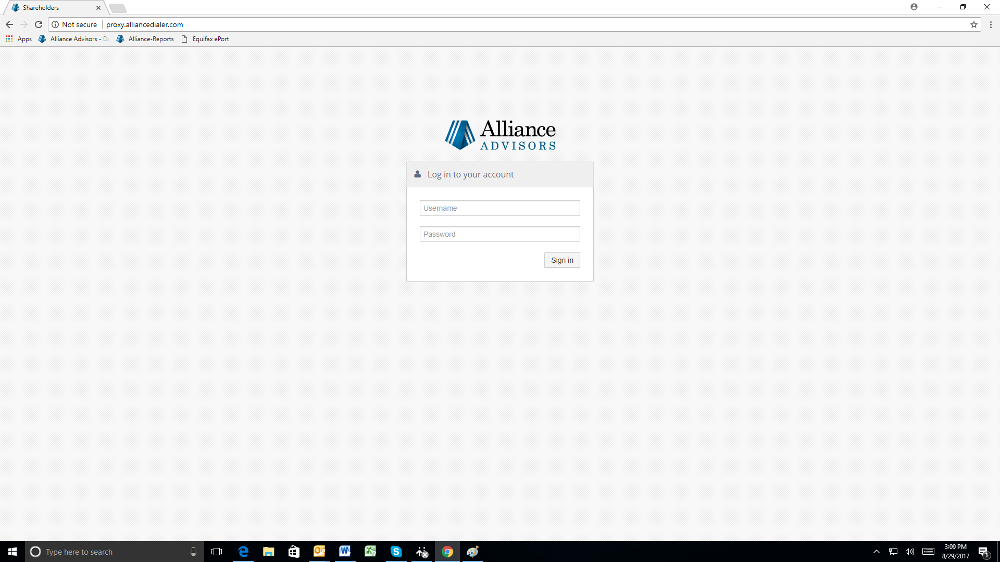 Shareholders
Not secure
proxy.alliancedialer.com
Apps
Alliance Advisors - Da
Alliance-Reports
Equifax ePort
Alliance
ADVISORS
Log in to your account
Username
Password
Sign in
Type here to search
3:09 PM
8/29/2017
1